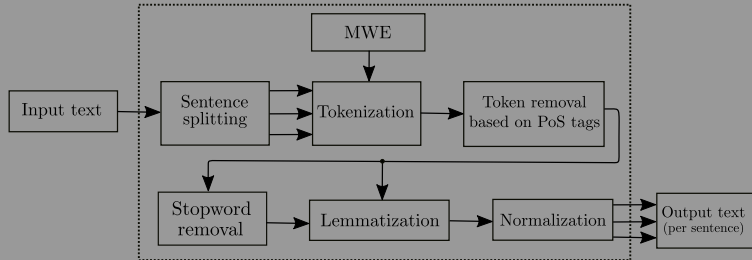 MWE
Input text
Sentence
splitting
Tokenization
Token removal
based on PoS tags
Stopword
removal
Lemmatization
Normalization
Output text
(per sentence)